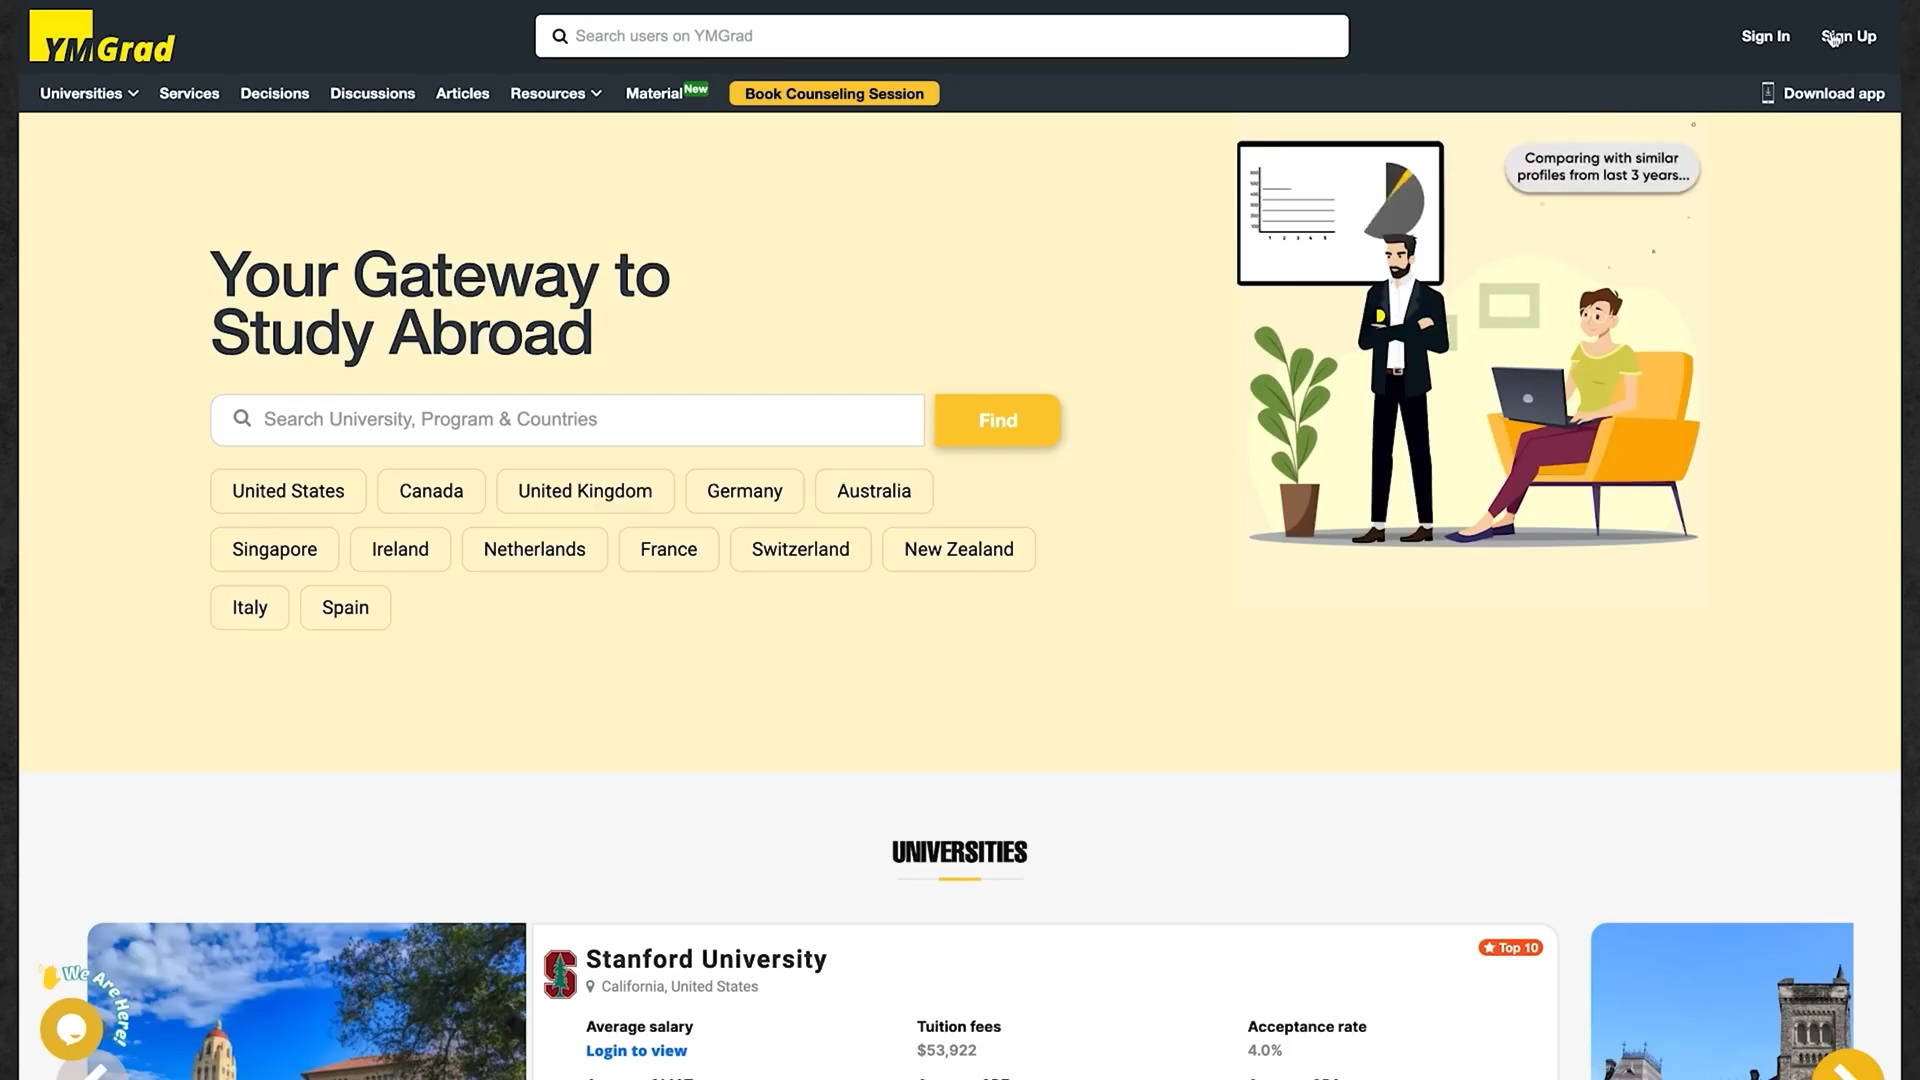 YMGrad
Search users on YMGrad
Sign In
Sign Up
Universities
Services
Decisions
Discussions
Articles
Resources
Material New
Book Counseling Session
Download app
Comparing with similar
profiles from last 3 years...
Your Gateway to
Study Abroad
Search University, Program & Countries
Find
United States
Canada
United Kingdom
Germany
Australia
Singapore
Ireland
Netherlands
France
Switzerland
New Zealand
Italy
Spain
UNIVERSITIES
Stanford University
Top 10
California, United States
Average salary
Tuition fees
Acceptance rate
Login to view
$53,922
4.0%
We Are Here!